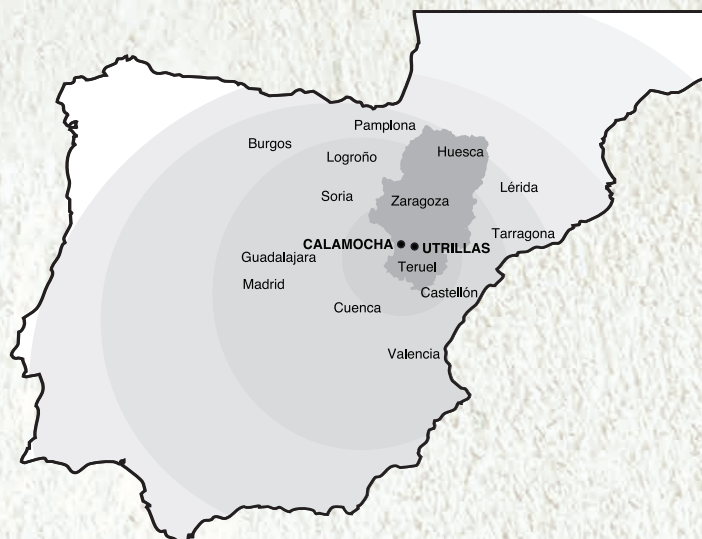 Pamplona
Burgos
Logroño
Huesca
Lérida
Soria
Zaragoza
Tarragona
CALAMOCHA
UTRILLAS
Guadalajara
Teruel
Madrid
Castellón
Cuenca
Valencia